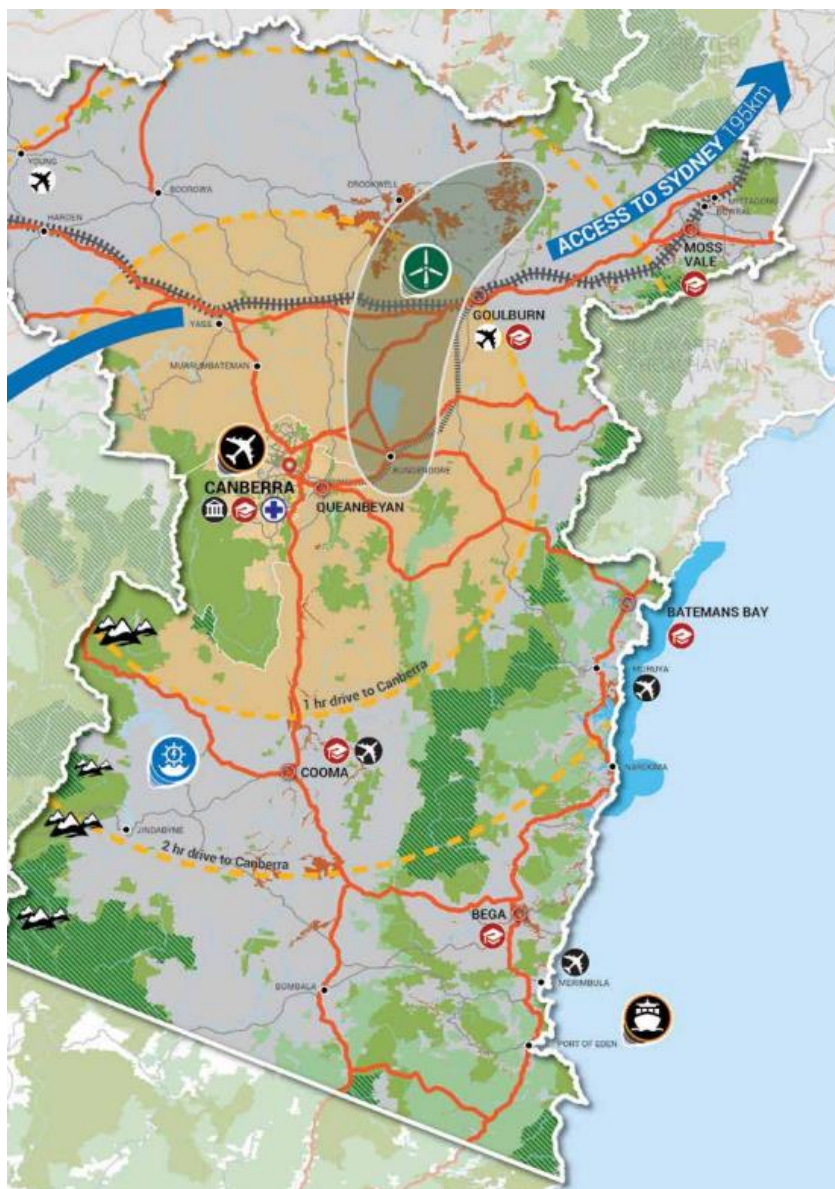 GREATER
SYDNEY
ACCESS TO SYDNEY 195km
YOUNG
BOOROWA
CROOKWELL
HARDEN
MITTAGONG
BOWRAL
MOSS
VALE
GOULBURN
YASS
MURRUMBATEMAN
BUNGENDORE
CANBERRA
QUEANBEYAN
BATEMANS BAY
MORUYA
1 hr drive to Canberra
COOMA
NAROOMA
JINDABYNE
2 hr drive to Canberra
BEGA
BOMBALA
MERIMBULA
PORT OF EDEN